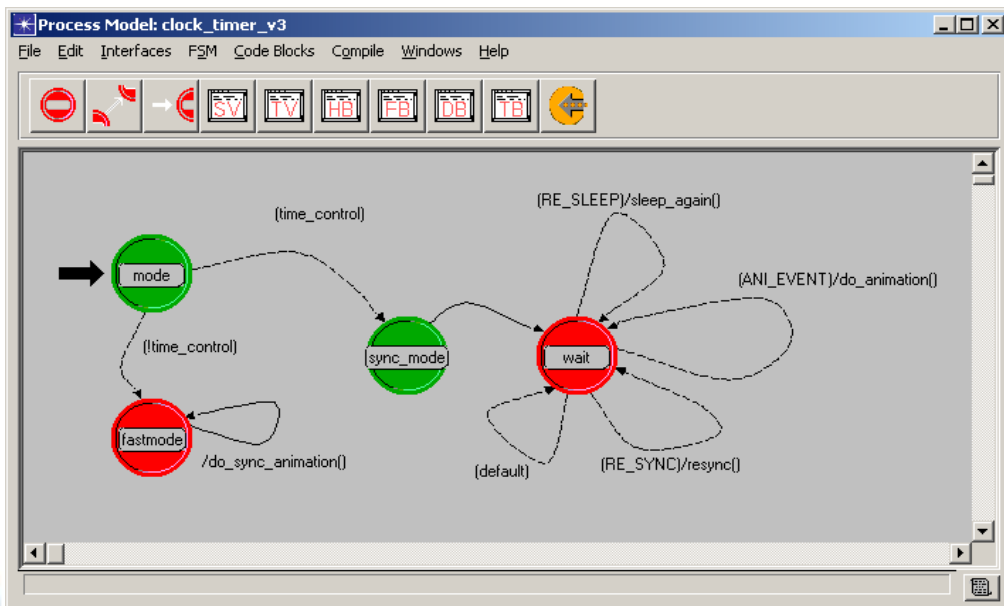 Process Model: clock_timer_v3
File Edit Interfaces FSM Code Blocks Compile Windows Help
SV TV HB FB DB TB
(RE_SLEEP)/sleep_again()
(time_control)
mode
(ANI_EVENT)/do_animation()
(!time_control)
sync_mode
wait
fastmode
/do_sync_animation()
(default)
(RE_SYNC)/resync()